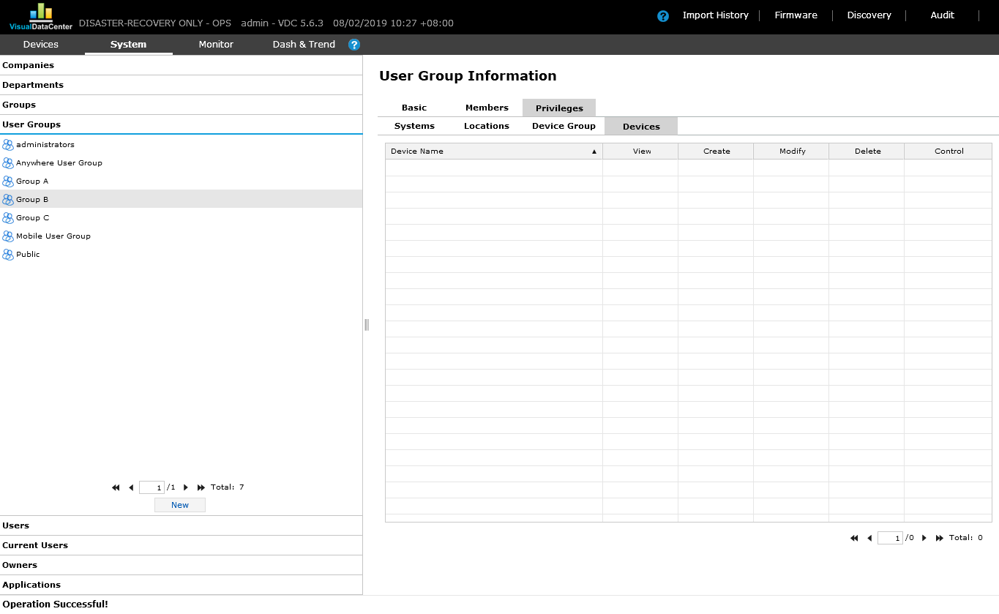 VisualDataCenter DISASTER-RECOVERY ONLY - OPS admin - VDC 5.6.3 08/02/2019 10:27 +08:00 ? Import History Firmware Discovery Audit
Devices System Monitor Dash & Trend ?
Companies
Departments
Groups
User Groups
administrators
Anywhere User Group
Group A
Group B
Group C
Mobile User Group
Public
1 /1 Total: 7
New
Users
Current Users
Owners
Applications
User Group Information
Basic Members Privileges
Systems Locations Device Group Devices
Device Name ▲ View Create Modify Delete Control
1 /0 Total: 0
Operation Successful!